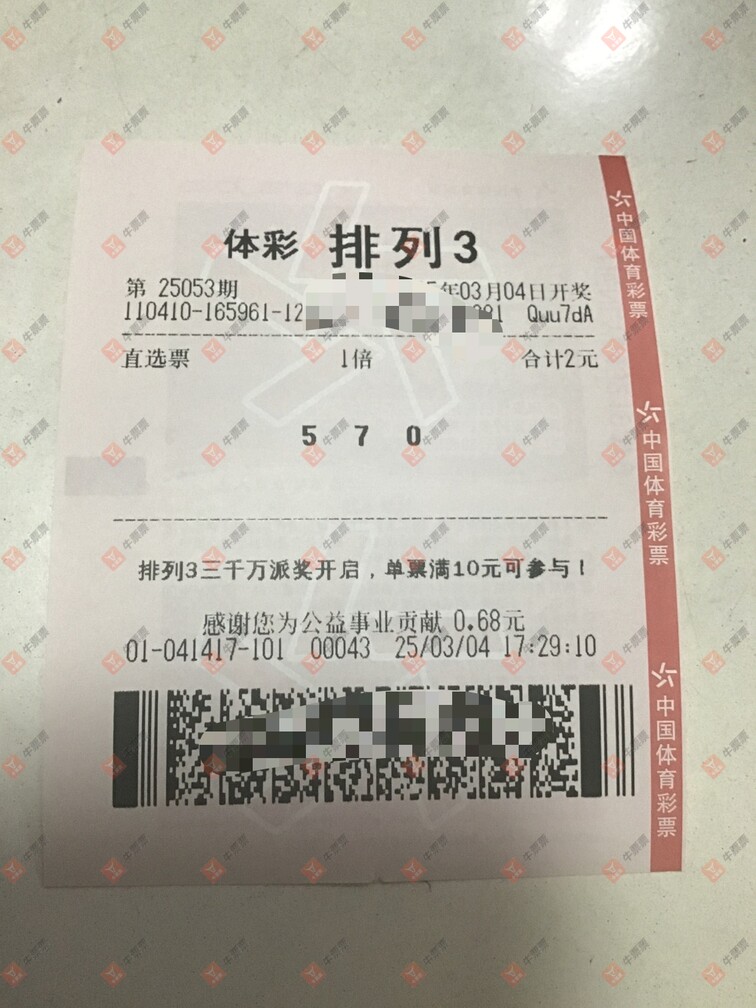 体彩 排列3
第 25053期 年03月04日开奖
110410-165961-12 Quu7dA
直选票 1倍 合计2元
5 7 0
排列3三千万派奖开启，单票满10元可参与！
感谢您为公益事业贡献 0.68元
01-041417-101 00043 25/03/04 17:29:10
中国体育彩票
中国体育彩票
中国体育彩票
牛票票